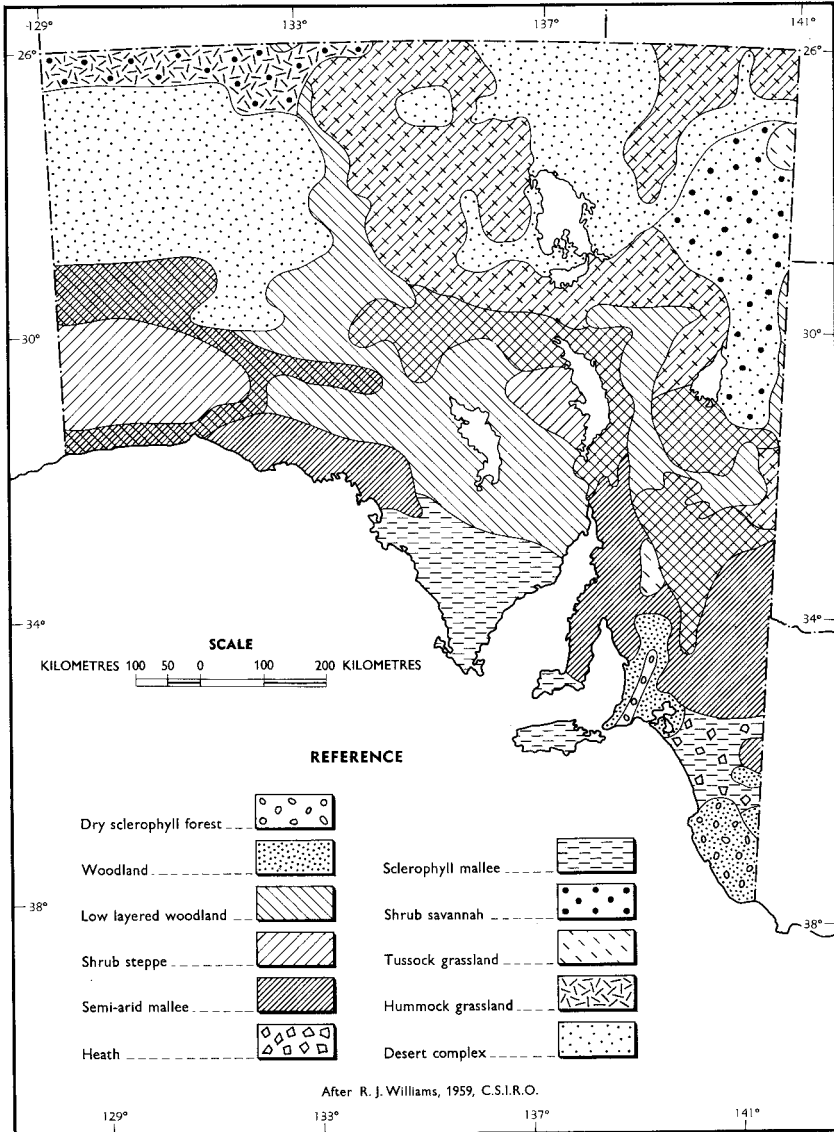 129° 133° 137° 141°
26° 26°
30° 30°
34° 34°
SCALE
KILOMETRES 100 50 0 100 200 KILOMETRES
REFERENCE
Dry sclerophyll forest
Woodland
Low layered woodland
Shrub steppe
Semi-arid mallee
Heath
Sclerophyll mallee
Shrub savannah
Tussock grassland
Hummock grassland
Desert complex
38° 38°
After R. J. Williams, 1959, C.S.I.R.O.
129° 133° 137° 141°